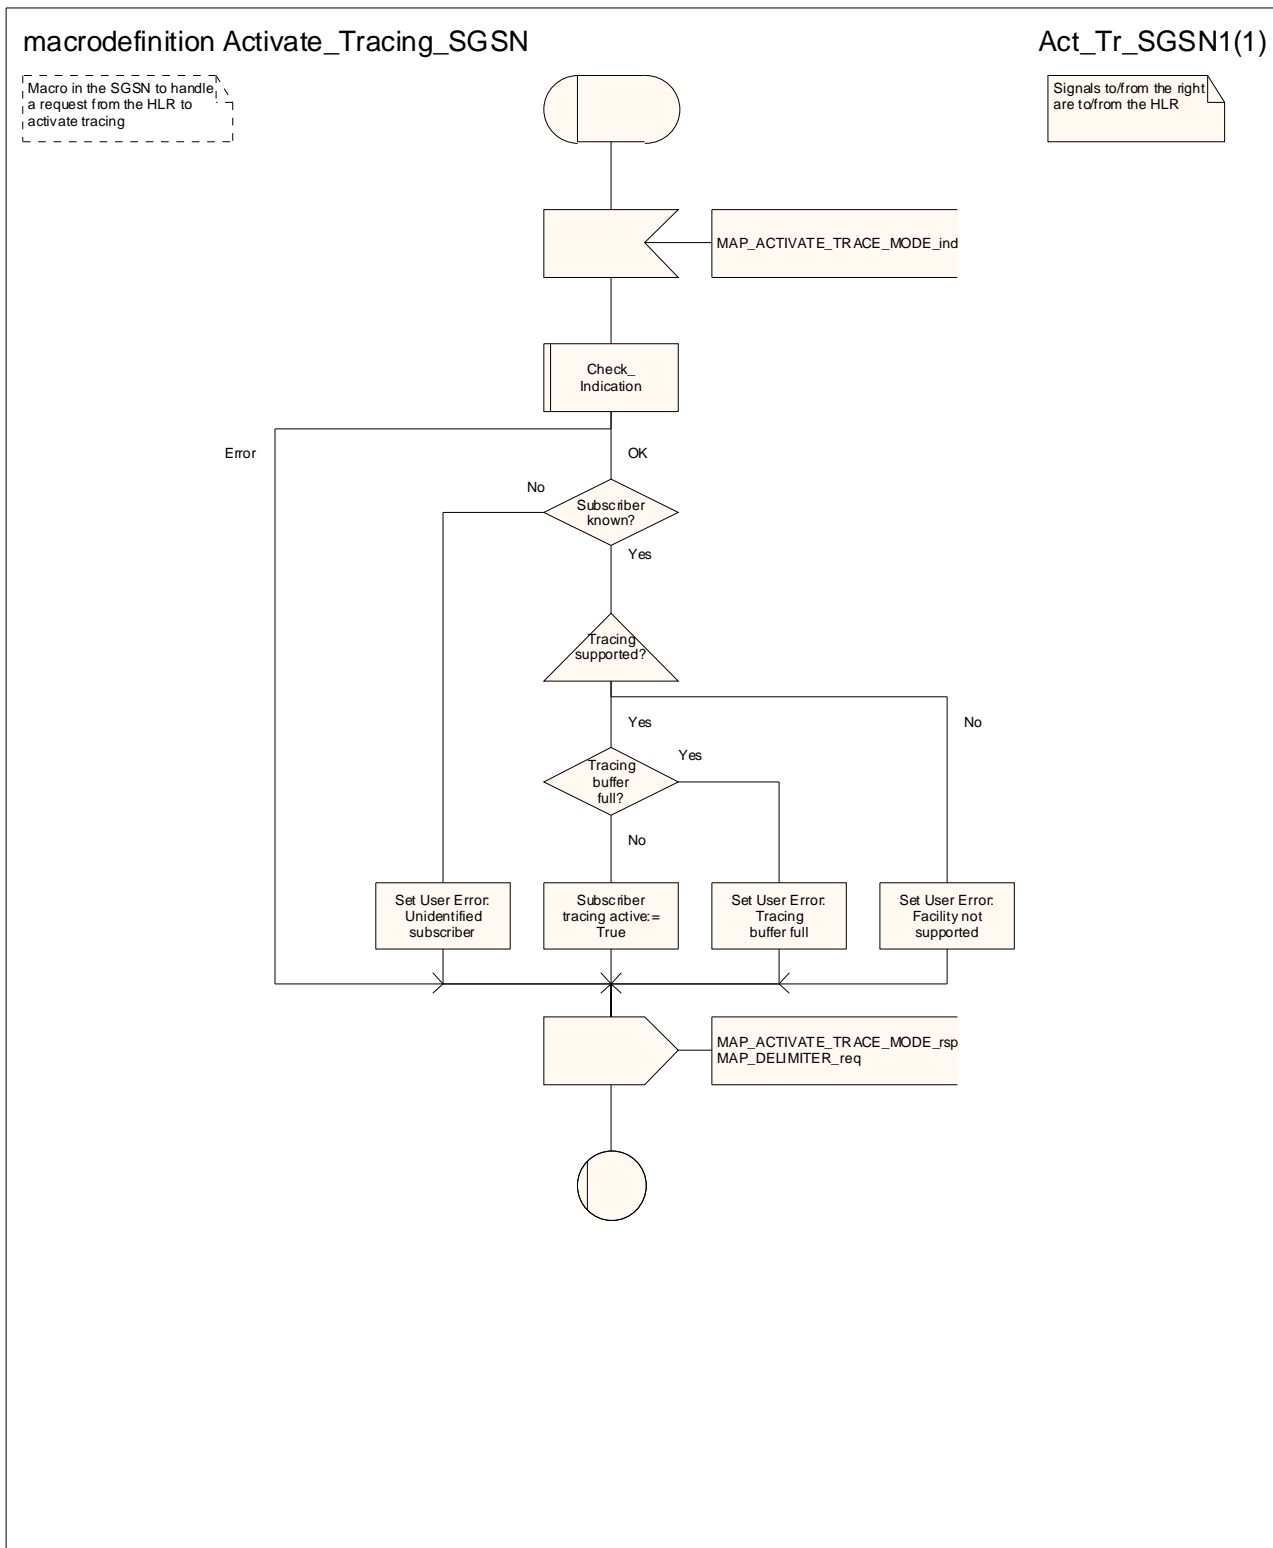 macrodefinition Activate_Tracing_SGSN
Act_Tr_SGSN1(1)
Macro in the SGSN to handle
a request from the HLR to
activate tracing
Signals to/from the right
are to/from the HLR
MAP_ACTIVATE_TRACE_MODE_ind
Check_
Indication
Error
OK
No
Subscriber
known?
Yes
Tracing
supported?
Yes
No
Yes
Tracing
buffer
full?
No
Set User Error:
Unidentified
subscriber
Subscriber
tracing active:=
True
Set User Error:
Tracing
buffer full
Set User Error:
Facility not
supported
MAP_ACTIVATE_TRACE_MODE_rsp
MAP_DELIMITER_req